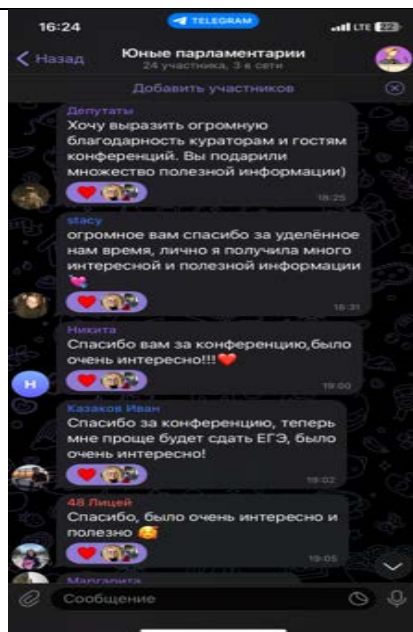 16:24
TELEGRAM
LTE 22
Назад
Юные парламентарии
24 участника, 3 в сети
Добавить участников
Депутаты
Хочу выразить огромную
благодарность кураторам и гостям
конференций. Вы подарили
множество полезной информации)
18:25
stacy
огромное вам спасибо за уделённое
нам время, лично я получила много
интересной и полезной информации
💘
18:31
Никита
Спасибо вам за конференцию,было
очень интересно!!!❤️
Н
19:00
Казаков Иван
Спасибо за конференцию, теперь
мне проще будет сдать ЕГЭ, было
очень интересно!
19:02
48 Лицей
Спасибо, было очень интересно и
полезно 🥰
19:05
Маргарита
Сообщение